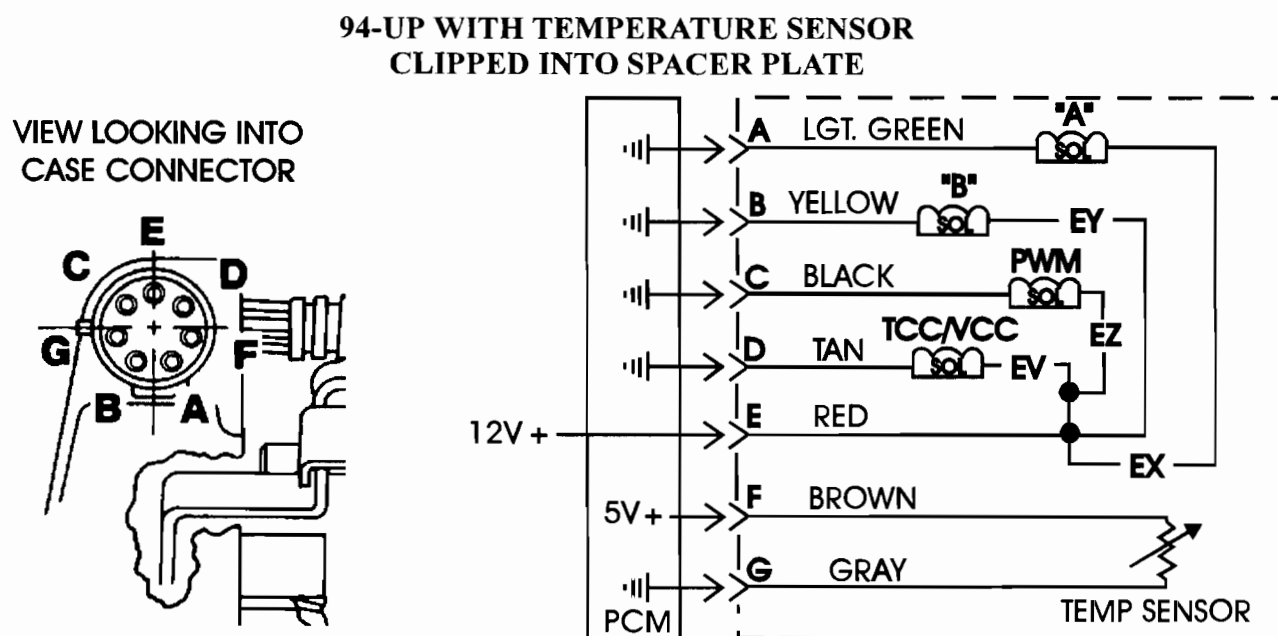 94-UP WITH TEMPERATURE SENSOR
CLIPPED INTO SPACER PLATE
VIEW LOOKING INTO
CASE CONNECTOR
E
C
D
G
F
B
A
A LGT. GREEN
"A"
SOL
B YELLOW
"B"
SOL
EY
C BLACK
PWM
SOL
EZ
D TAN
TCC/VCC
SOL
EV
12V +
E RED
EX
5V +
F BROWN
G GRAY
PCM
TEMP SENSOR